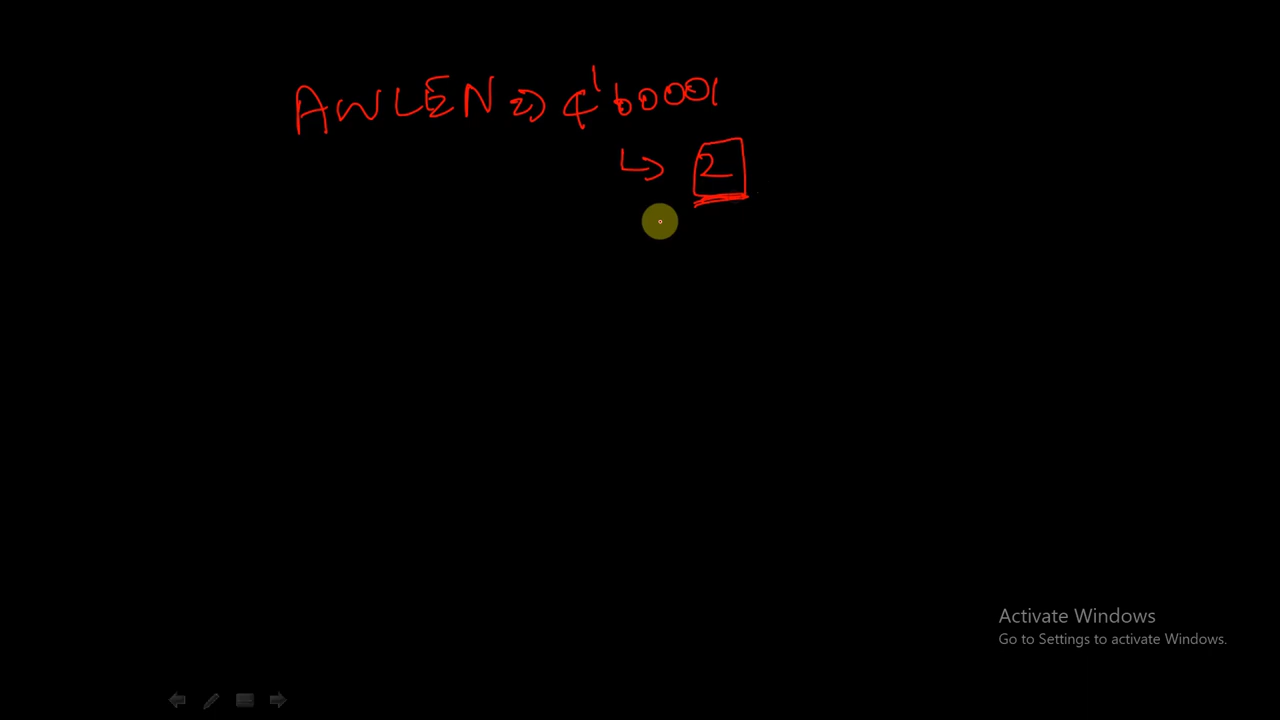 AWLEN => 4'b0001
↳ 2
Activate Windows
Go to Settings to activate Windows.